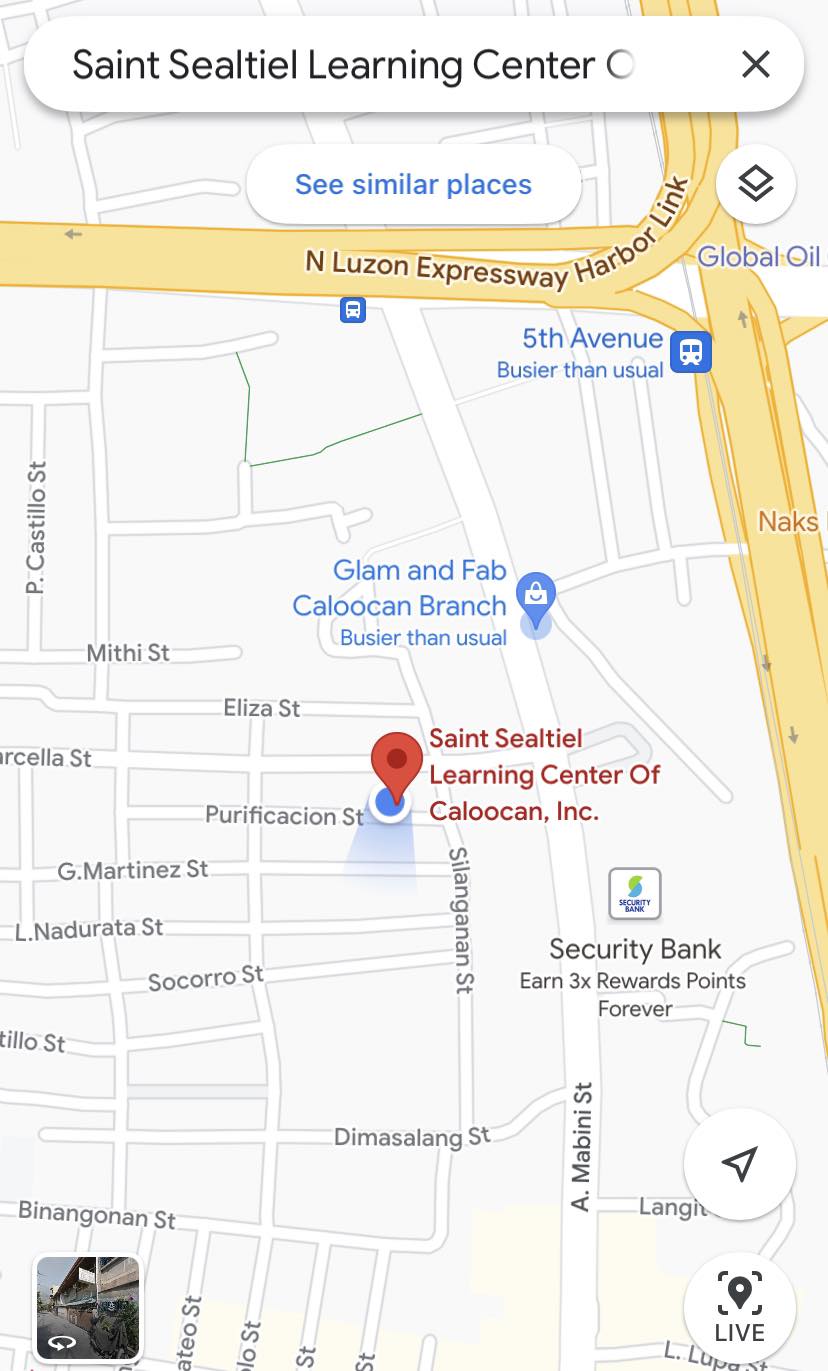 Saint Sealtiel Learning Center
See similar places
N Luzon Expressway Harbor Link
Global Oil
5th Avenue
Busier than usual
P. Castillo St
Naks
Glam and Fab
Caloocan Branch
Busier than usual
Mithi St
Eliza St
Saint Sealtiel
Learning Center Of
Caloocan, Inc.
arcella St
Purificacion St
G.Martinez St
Silanganan St
SECURITY
BANK
L.Nadurata St
Security Bank
Earn 3x Rewards Points
Forever
Socorro St
tillo St
A. Mabini St
Dimasalang St
Langit
Binangonan St
LIVE
ateo St
olo St
St
St
L. Lupa St